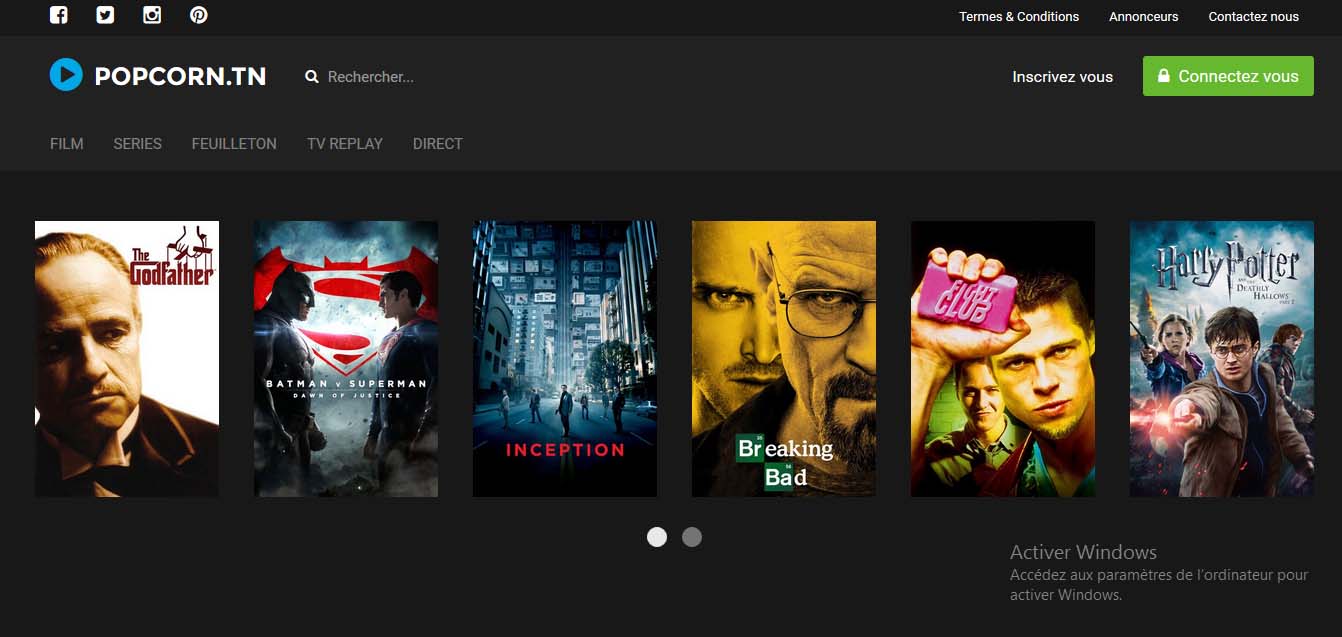 Termes & Conditions Annonceurs Contactez nous
POPCORN.TN Rechercher... Inscrivez vous Connectez vous
FILM SERIES FEUILLETON TV REPLAY DIRECT
The
Godfather
BATMAN v SUPERMAN
DAWN OF JUSTICE
INCEPTION
Breaking
Bad
FIGHT
CLUB
Harry Potter
AND THE
DEATHLY
HALLOWS
PART 2
Activer Windows
Accédez aux paramètres de l'ordinateur pour
activer Windows.